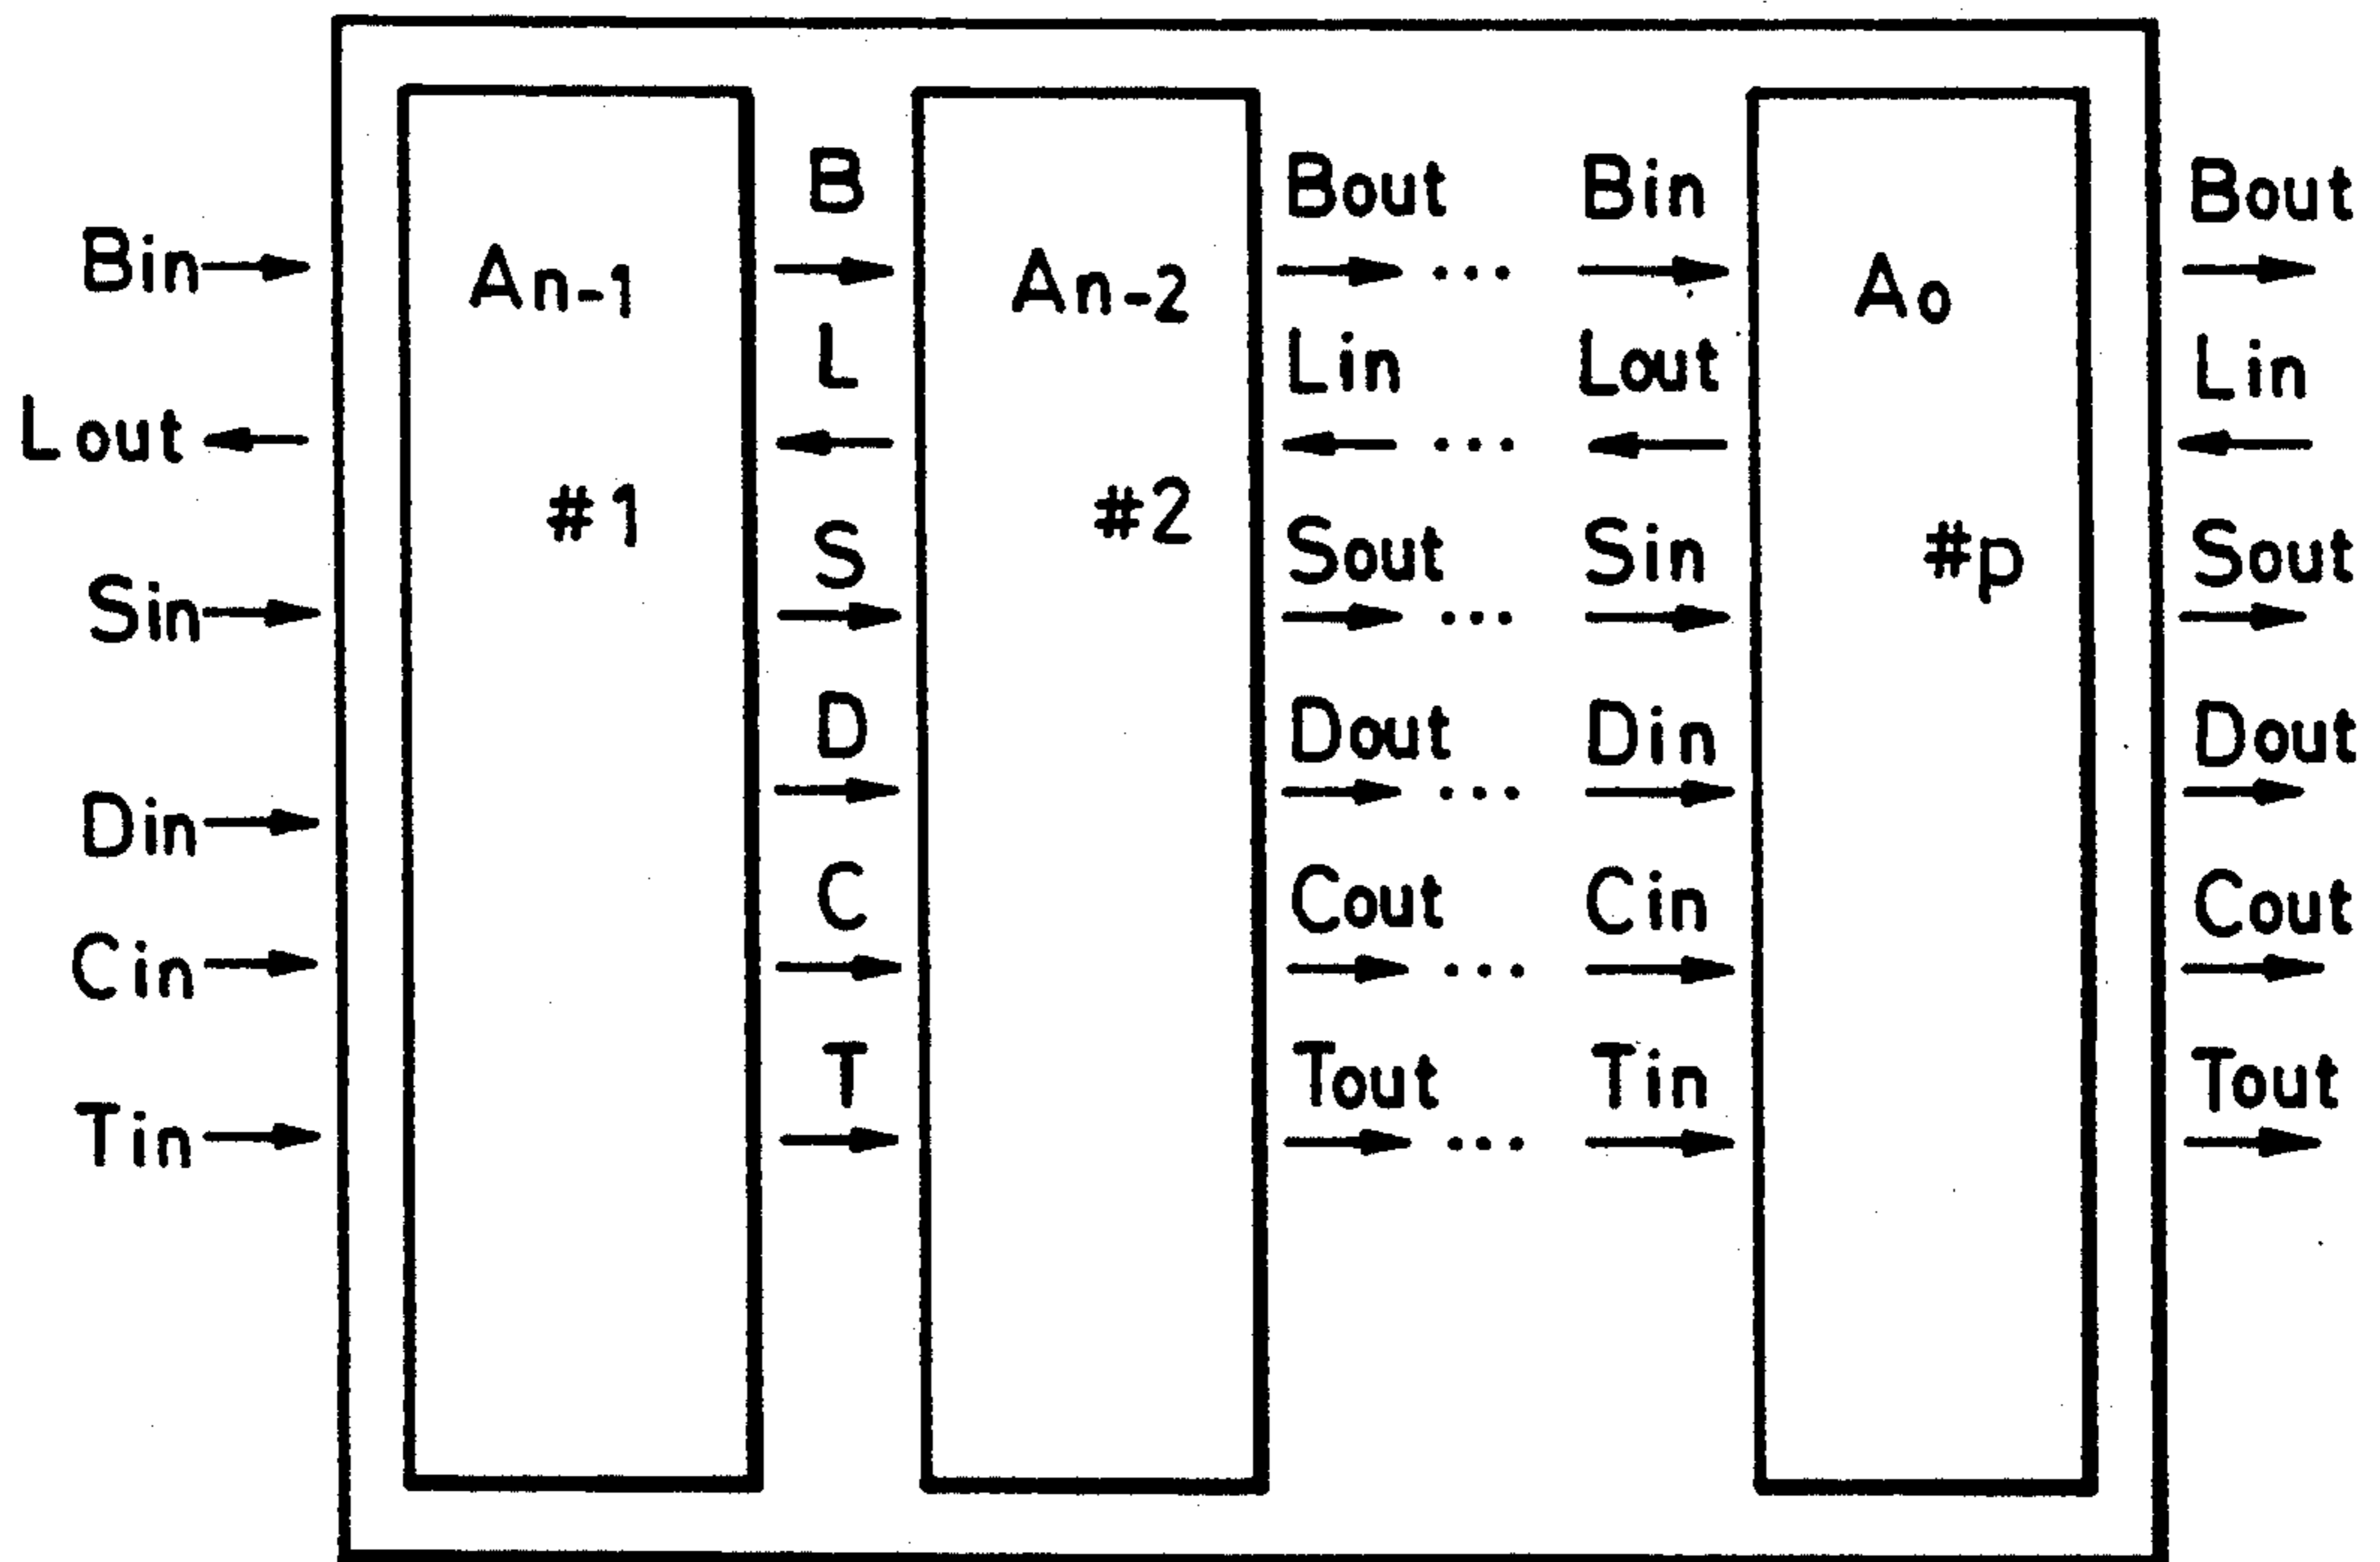 B Bout Bin Bout
Bin An-1 An-2 Ao
L Lin Lout Lin
Lout
#1 #2
S Sout Sin #p Sout
Sin
D Dout Din Dout
Din
C Cout Cin Cout
Cin
T Tout Tin Tout
Tin